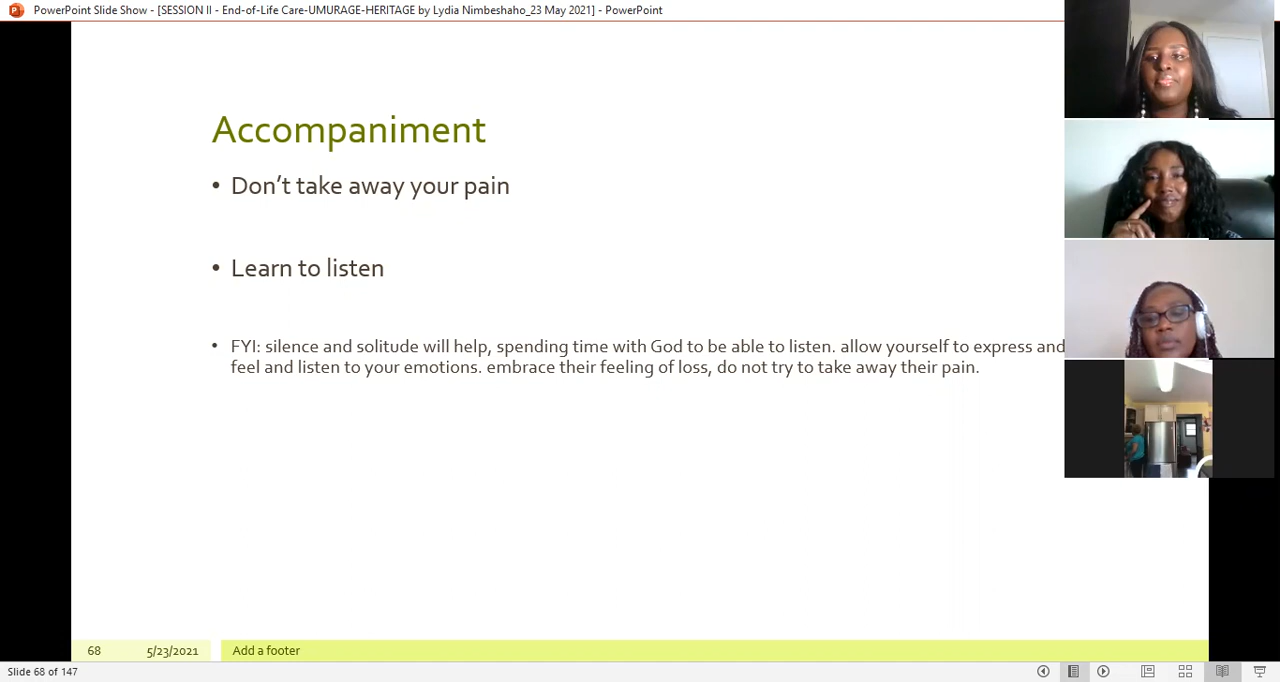 PowerPoint Slide Show - [SESSION II - End-of-Life Care-UMURAGE-HERITAGE by Lydia Nimbeshaho_23 May 2021] - PowerPoint
Accompaniment
• Don’t take away your pain
• Learn to listen
• FYI: silence and solitude will help, spending time with God to be able to listen. allow yourself to express and
feel and listen to your emotions. embrace their feeling of loss, do not try to take away their pain.
68 5/23/2021 Add a footer
Slide 68 of 147